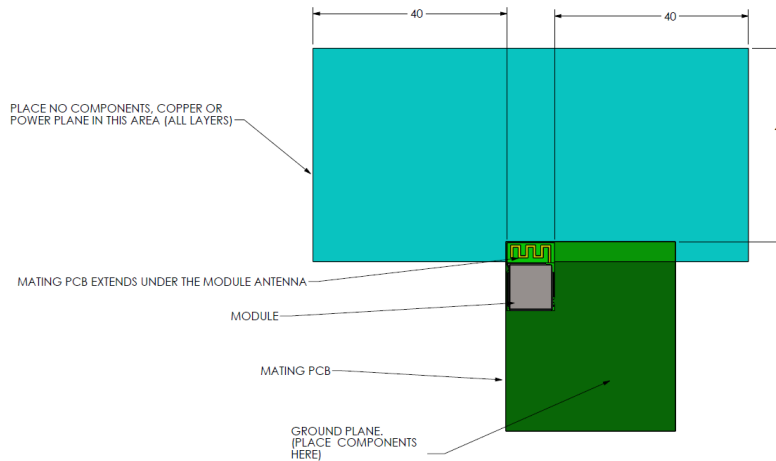 40
40
PLACE NO COMPONENTS, COPPER OR
POWER PLANE IN THIS AREA (ALL LAYERS)
MATING PCB EXTENDS UNDER THE MODULE ANTENNA
MODULE
MATING PCB
GROUND PLANE.
(PLACE COMPONENTS
HERE)